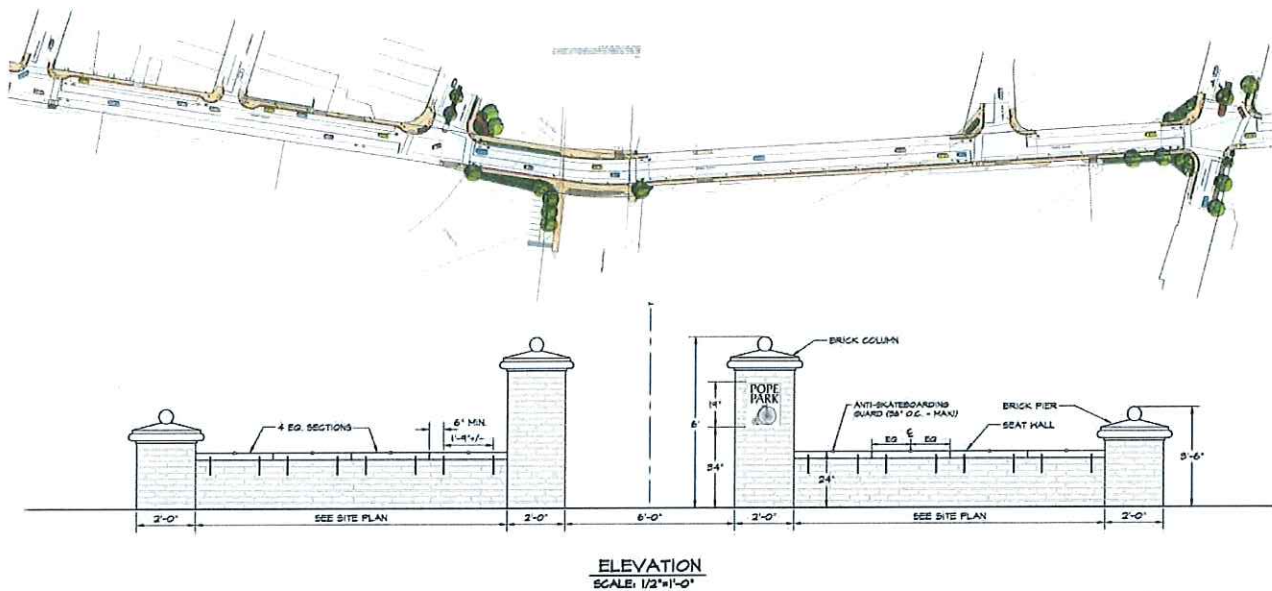 BRICK COLUMN
POPE
PARK
19"
6'
34"
ANTI-SKATEBOARDING
GUARD (36" O.C. - MAX)
BRICK PIER
SEAT WALL
4 EQ. SECTIONS
6" MIN.
1'-9"+/-
EQ
EQ
24"
3'-6"
2'-0"
SEE SITE PLAN
2'-0"
6'-0"
2'-0"
SEE SITE PLAN
2'-0"
ELEVATION
SCALE: 1/2"=1'-0"